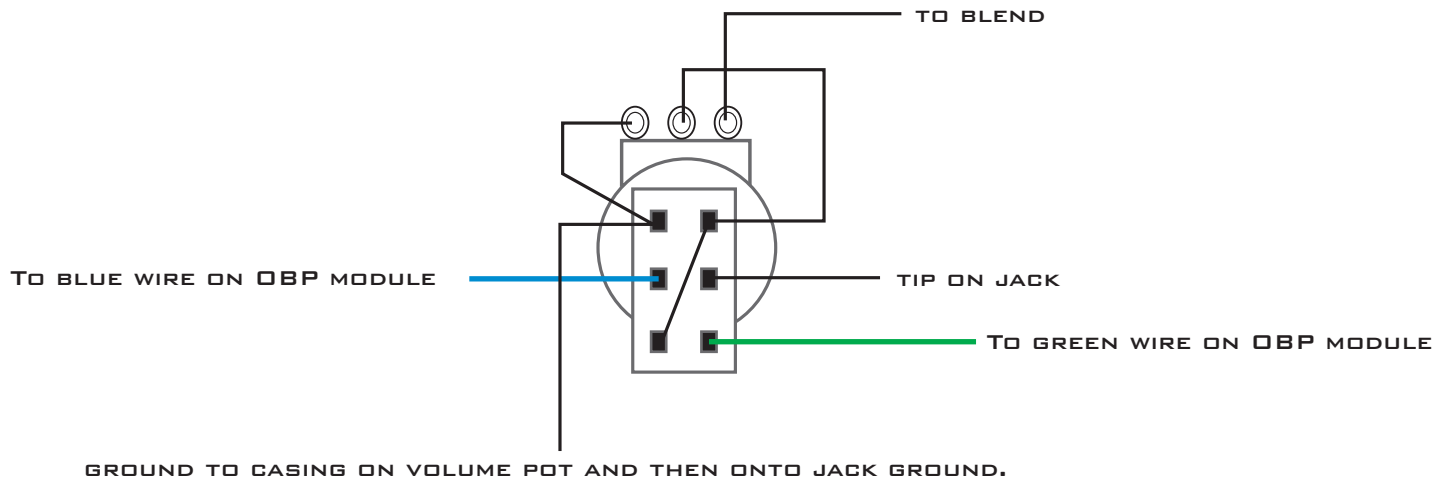 to blend
To blue wire on OBP module
tip on jack
To green wire on OBP module
ground to casing on volume pot and then onto jack ground.